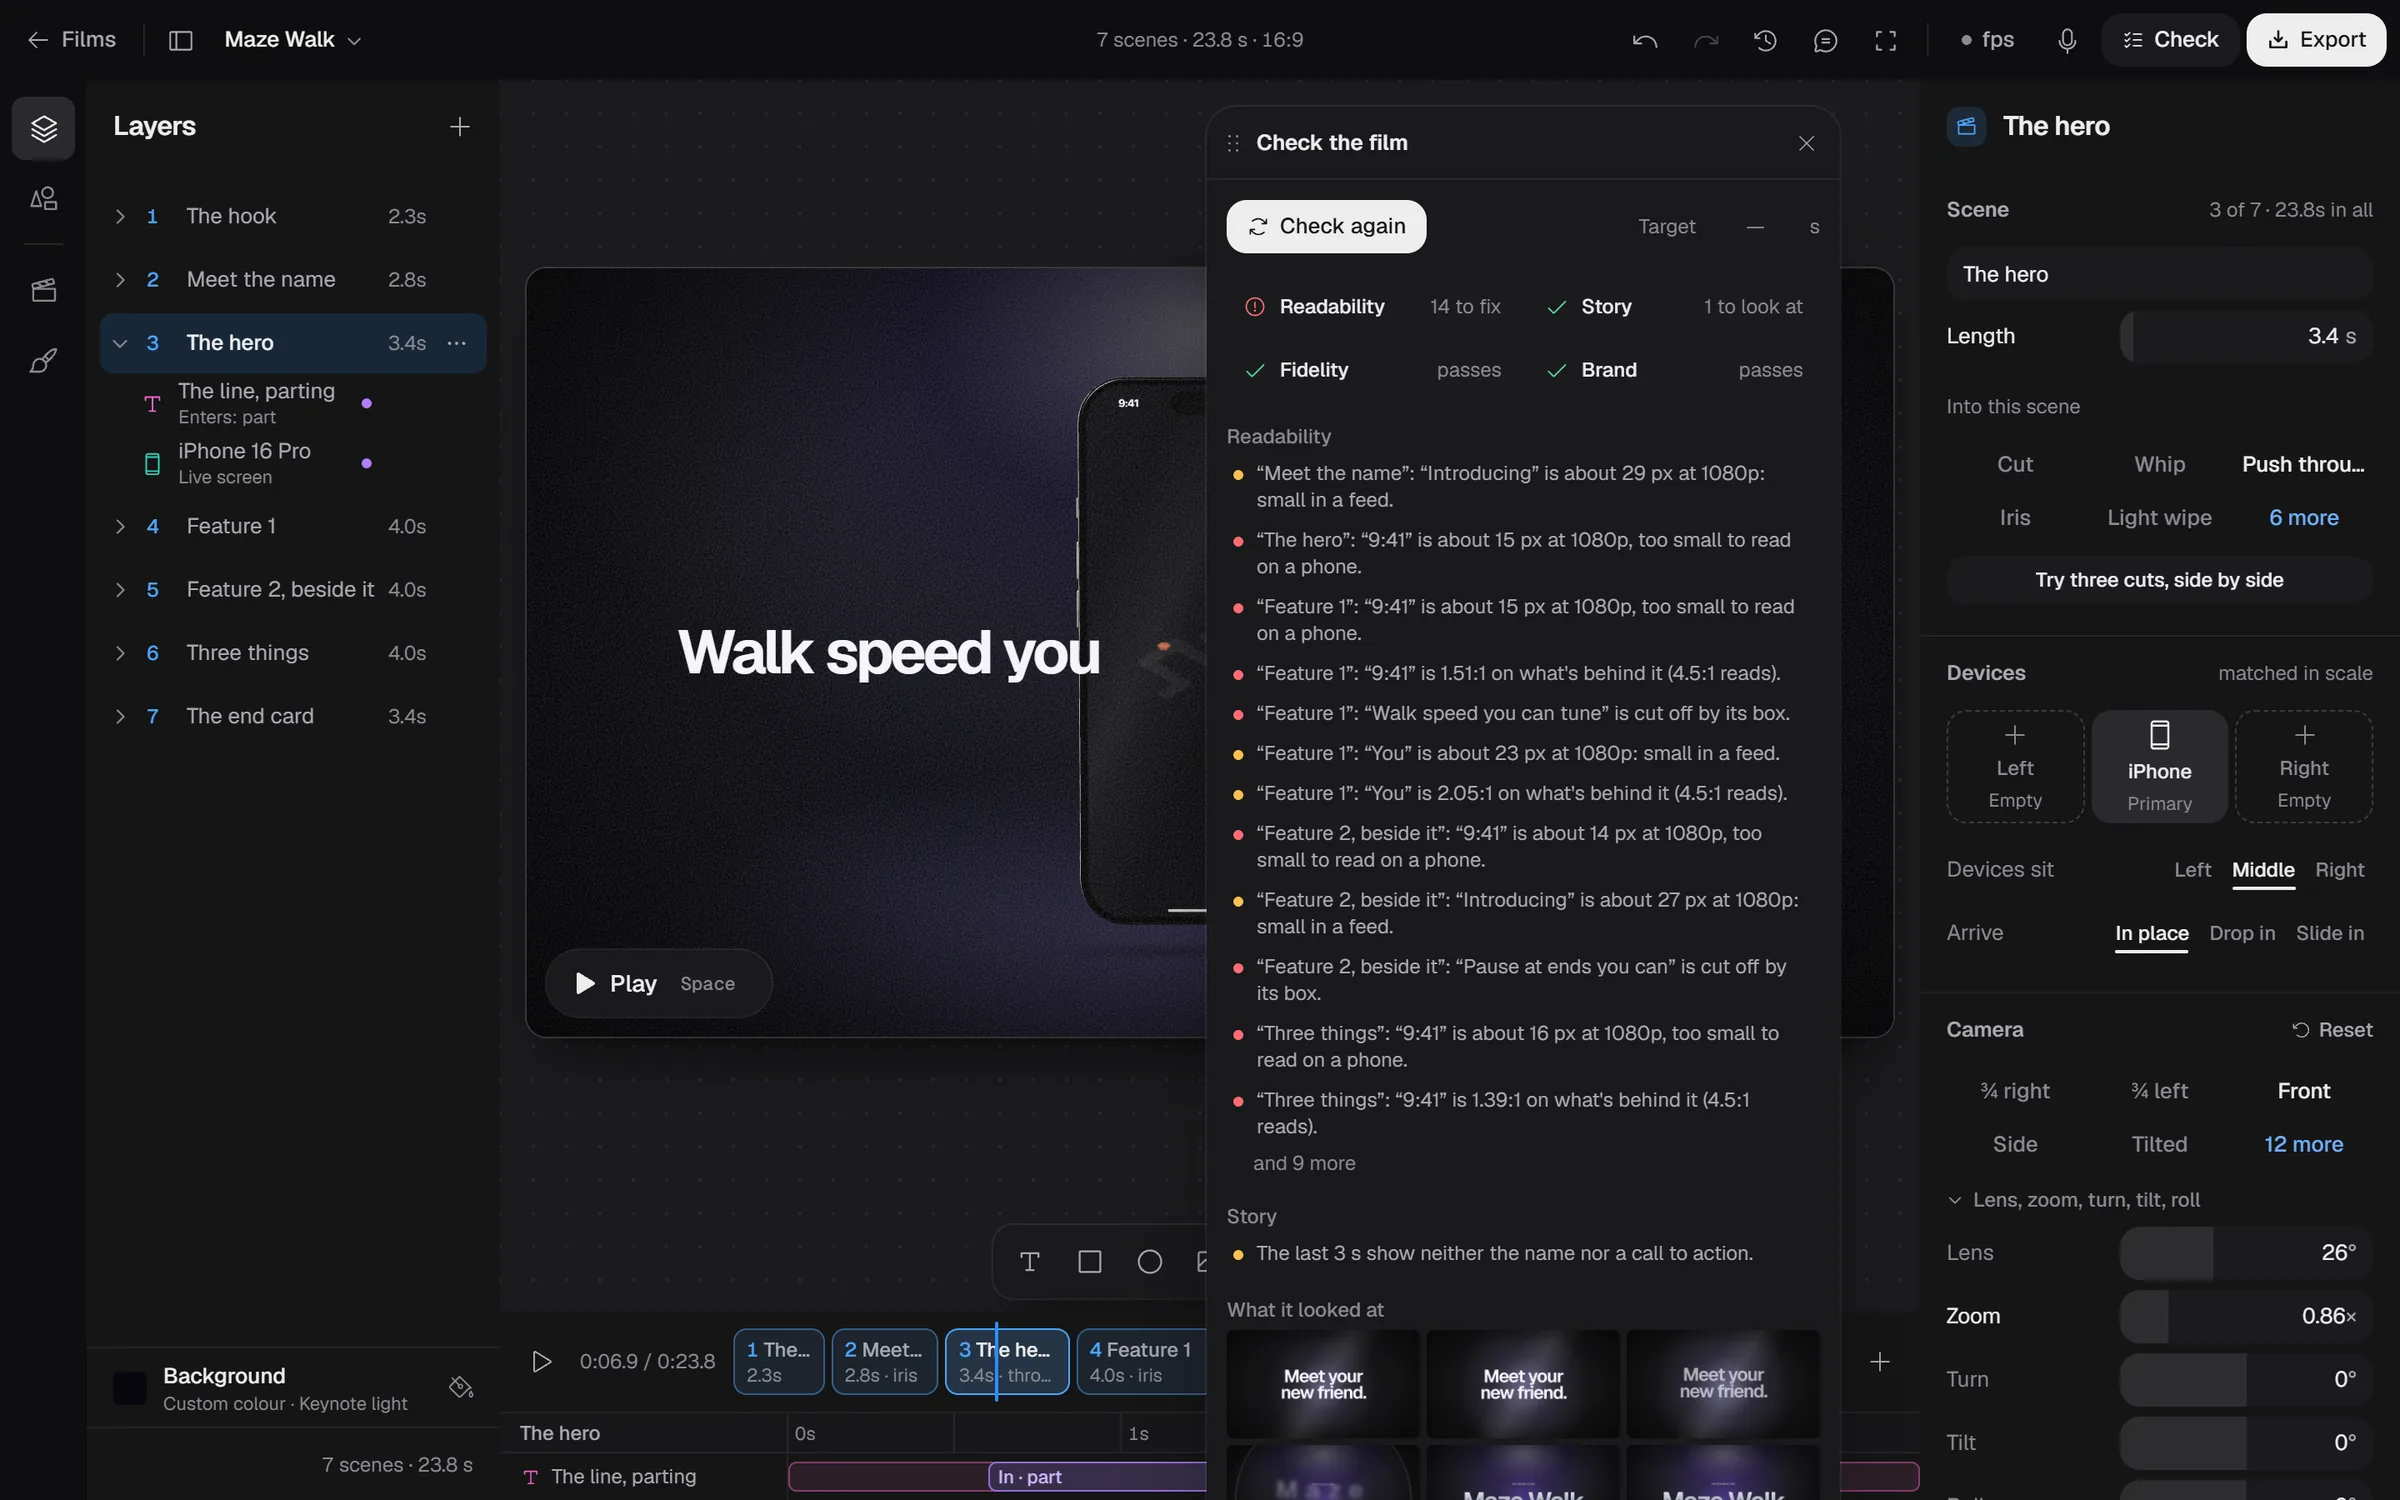 Films
Maze Walk
7 scenes · 23.8 s · 16:9
fps
Check
Export
Layers
1 The hook 2.3s
2 Meet the name 2.8s
3 The hero 3.4s
The line, parting
Enters: part
iPhone 16 Pro
Live screen
4 Feature 1 4.0s
5 Feature 2, beside it 4.0s
6 Three things 4.0s
7 The end card 3.4s
Background
Custom colour · Keynote light
7 scenes · 23.8 s
9:41
Walk speed you
Play Space
Check the film
Check again
Target — s
Readability 14 to fix
Story 1 to look at
Fidelity passes
Brand passes
Readability
“Meet the name”: “Introducing” is about 29 px at 1080p:
small in a feed.
“The hero”: “9:41” is about 15 px at 1080p, too small to read
on a phone.
“Feature 1”: “9:41” is about 15 px at 1080p, too small to read
on a phone.
“Feature 1”: “9:41” is 1.51:1 on what's behind it (4.5:1 reads).
“Feature 1”: “Walk speed you can tune” is cut off by its box.
“Feature 1”: “You” is about 23 px at 1080p: small in a feed.
“Feature 1”: “You” is 2.05:1 on what's behind it (4.5:1 reads).
“Feature 2, beside it”: “9:41” is about 14 px at 1080p, too
small to read on a phone.
“Feature 2, beside it”: “Introducing” is about 27 px at 1080p:
small in a feed.
“Feature 2, beside it”: “Pause at ends you can” is cut off by
its box.
“Three things”: “9:41” is about 16 px at 1080p, too small to
read on a phone.
“Three things”: “9:41” is 1.39:1 on what's behind it (4.5:1
reads).
and 9 more
Story
The last 3 s show neither the name nor a call to action.
What it looked at
Meet your
new friend.
Meet your
new friend.
Meet your
new friend.
Maze
Maze Walk
Maze Walk
0:06.9 / 0:23.8
1 The...
2.3s
2 Meet...
2.8s · iris
3 The he...
3.4s · thro...
4 Feature 1
4.0s · iris
The hero
0s
1s
The line, parting
In · part
The hero
Scene 3 of 7 · 23.8s in all
The hero
Length 3.4 s
Into this scene
Cut Whip Push throu...
Iris Light wipe 6 more
Try three cuts, side by side
Devices matched in scale
Left
Empty
iPhone
Primary
Right
Empty
Devices sit Left Middle Right
Arrive In place Drop in Slide in
Camera Reset
¾ right ¾ left Front
Side Tilted 12 more
Lens, zoom, turn, tilt, roll
Lens 26°
Zoom 0.86×
Turn 0°
Tilt 0°